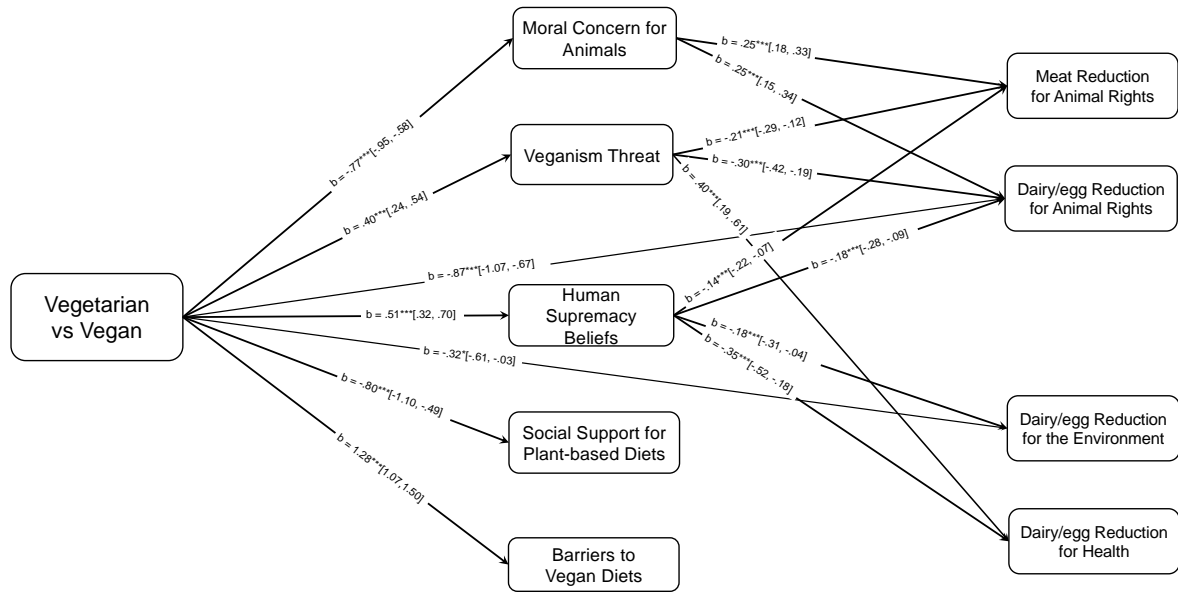 Moral Concern for
Animals
b = .25***[.18, .33]
b = .25***[.15, .34]
Meat Reduction
for Animal Rights
b = -.77***[-.95, -.58]
Veganism Threat
b = -.21***[-.29, -.12]
b = -.30***[-.42, -.19]
b = .40***[.19, .61]
b = .40***[.24, .54]
Dairy/egg Reduction
for Animal Rights
b = -.87***[-1.07, -.67]
b = -.14***[-.22, -.07]
b = -.18***[-.28, -.09]
Vegetarian
vs Vegan
b = .51***[.32, .70]
Human
Supremacy
Beliefs
b = -.18***[-.31, -.04]
b = -.35***[-.52, -.18]
b = -.32*[-.61, -.03]
b = -.80***[-1.10, -.49]
Social Support for
Plant-based Diets
Dairy/egg Reduction
for the Environment
b = 1.28***[1.07,1.50]
Barriers to
Vegan Diets
Dairy/egg Reduction
for Health